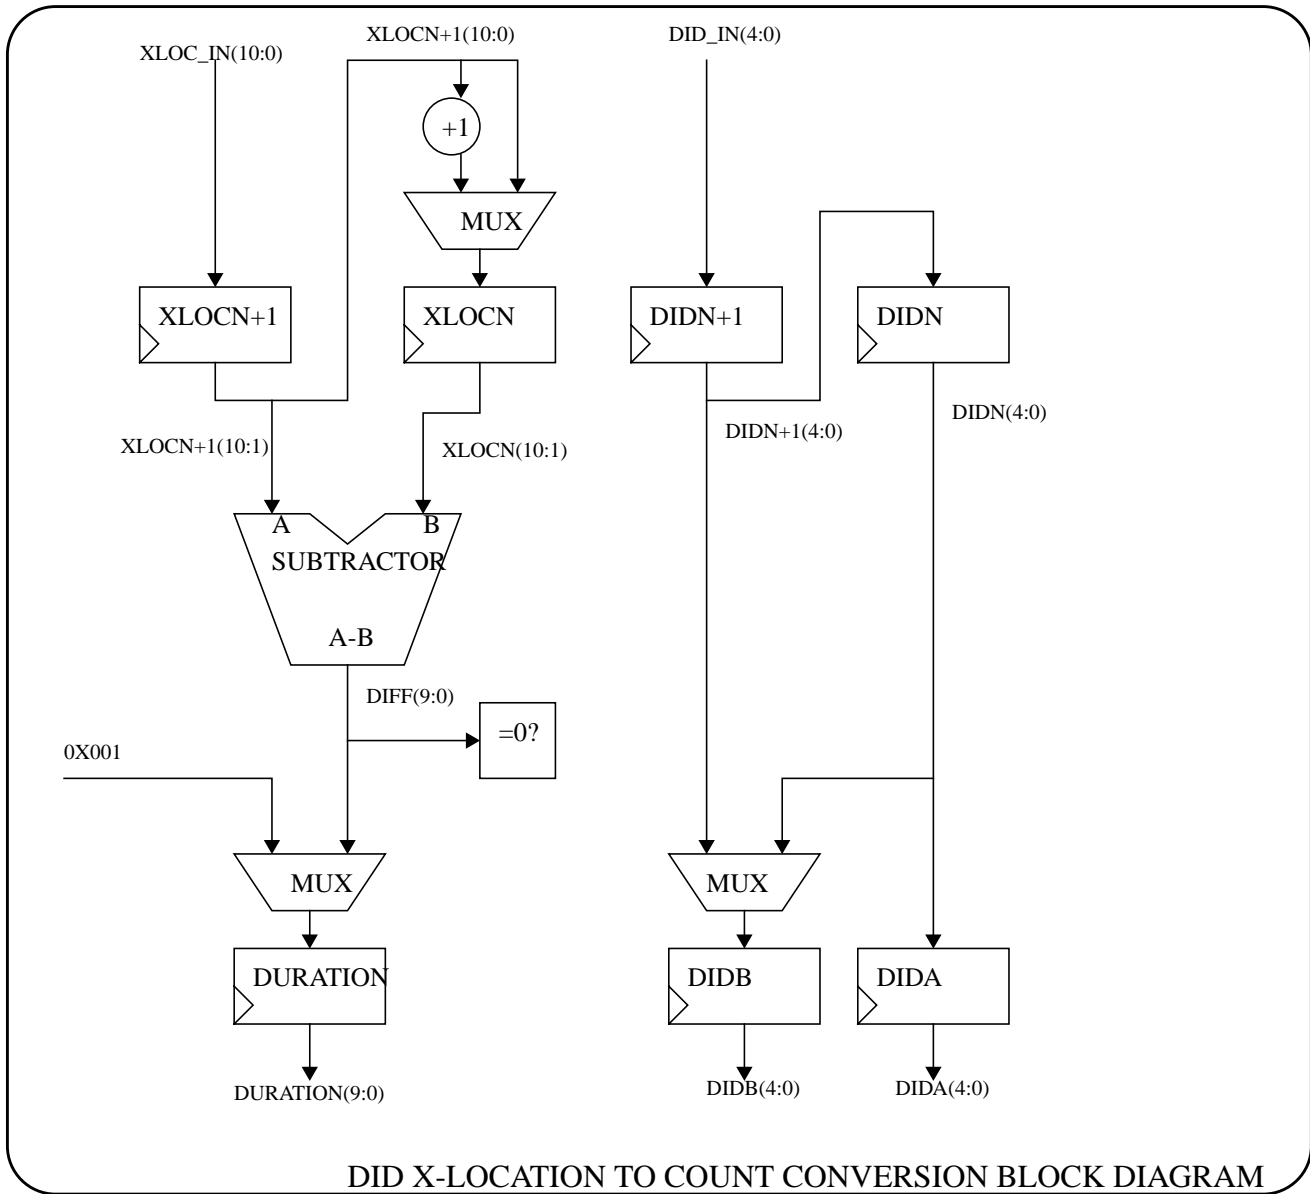 XLOC_IN(10:0)
XLOCN+1(10:0)
DID_IN(4:0)
+1
MUX
XLOCN+1
XLOCN
DIDN+1
DIDN
XLOCN+1(10:1)
XLOCN(10:1)
DIDN+1(4:0)
DIDN(4:0)
A
B
SUBTRACTOR
A-B
DIFF(9:0)
=0?
0X001
MUX
MUX
DURATION
DIDB
DIDA
DURATION(9:0)
DIDB(4:0)
DIDA(4:0)
DID X-LOCATION TO COUNT CONVERSION BLOCK DIAGRAM